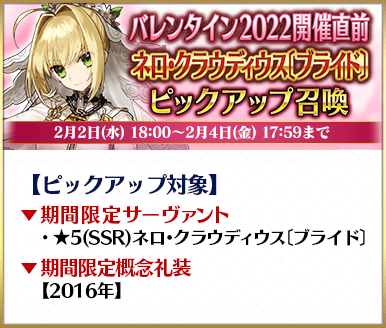 バレンタイン2022開催直前
ネロ・クラウディウス〔ブライド〕
ピックアップ召喚
2月2日(水) 18:00～2月4日(金) 17:59まで
【ピックアップ対象】
▼期間限定サーヴァント
・★5(SSR)ネロ・クラウディウス〔ブライド〕
▼期間限定概念礼装
【2016年】